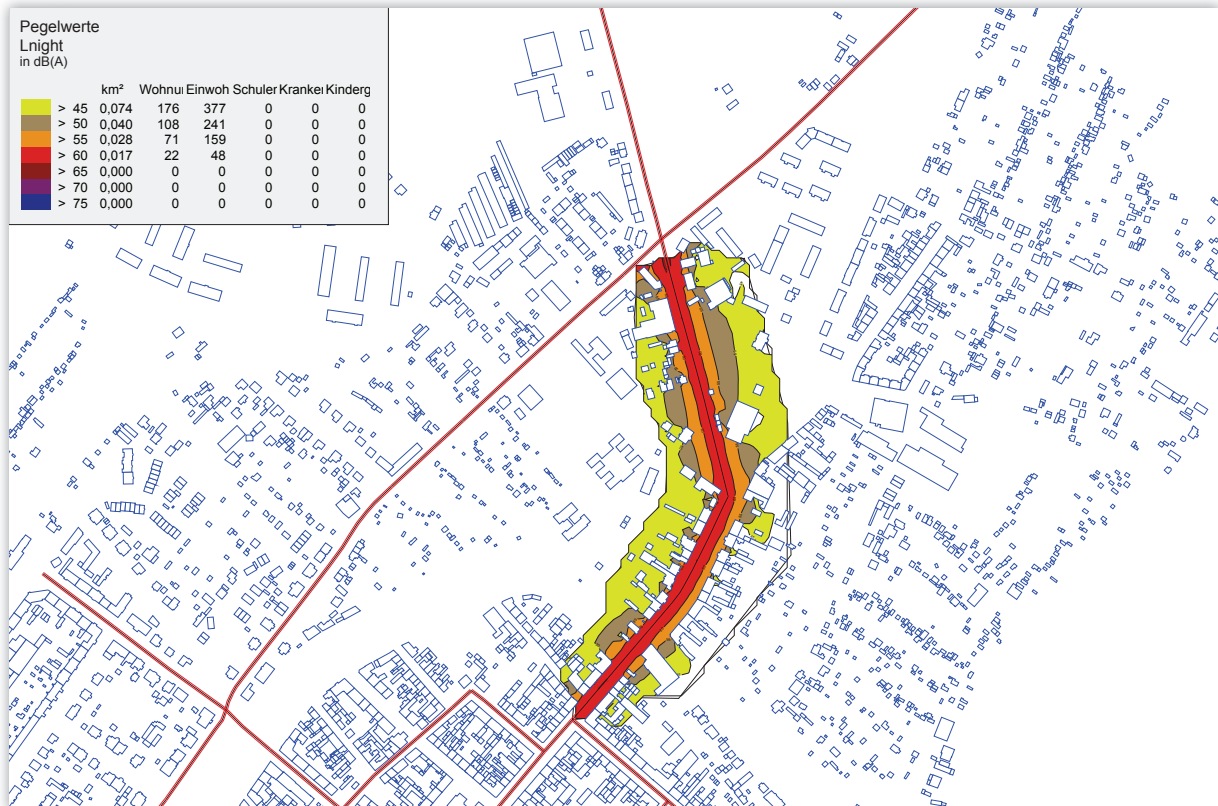 Pegelwerte
Lnight
in dB(A)
km² Wohnu Einwoh Schuler Kranke Kinderg
> 45 0,074 176 377 0 0 0
> 50 0,040 108 241 0 0 0
> 55 0,028 71 159 0 0 0
> 60 0,017 22 48 0 0 0
> 65 0,000 0 0 0 0 0
> 70 0,000 0 0 0 0 0
> 75 0,000 0 0 0 0 0